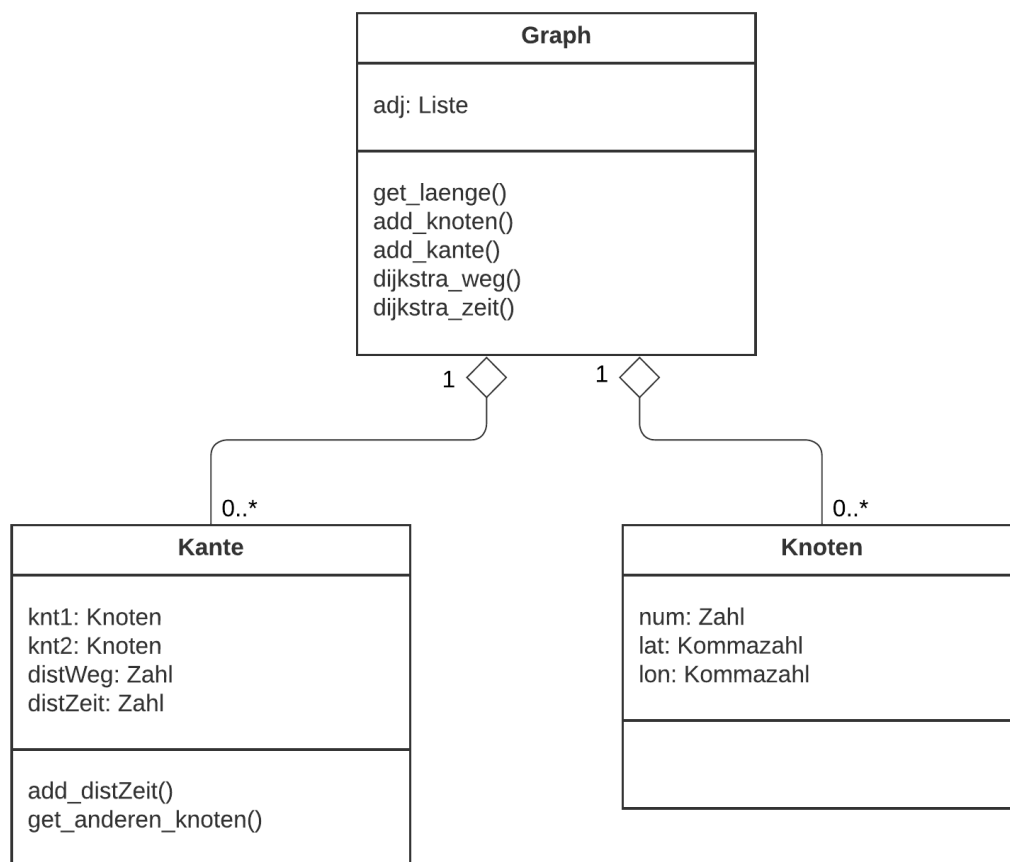 Graph
adj: Liste
get_laenge()
add_knoten()
add_kante()
dijkstra_weg()
dijkstra_zeit()
1
1
0..*
0..*
Kante
knt1: Knoten
knt2: Knoten
distWeg: Zahl
distZeit: Zahl
add_distZeit()
get_anderen_knoten()
Knoten
num: Zahl
lat: Kommazahl
lon: Kommazahl